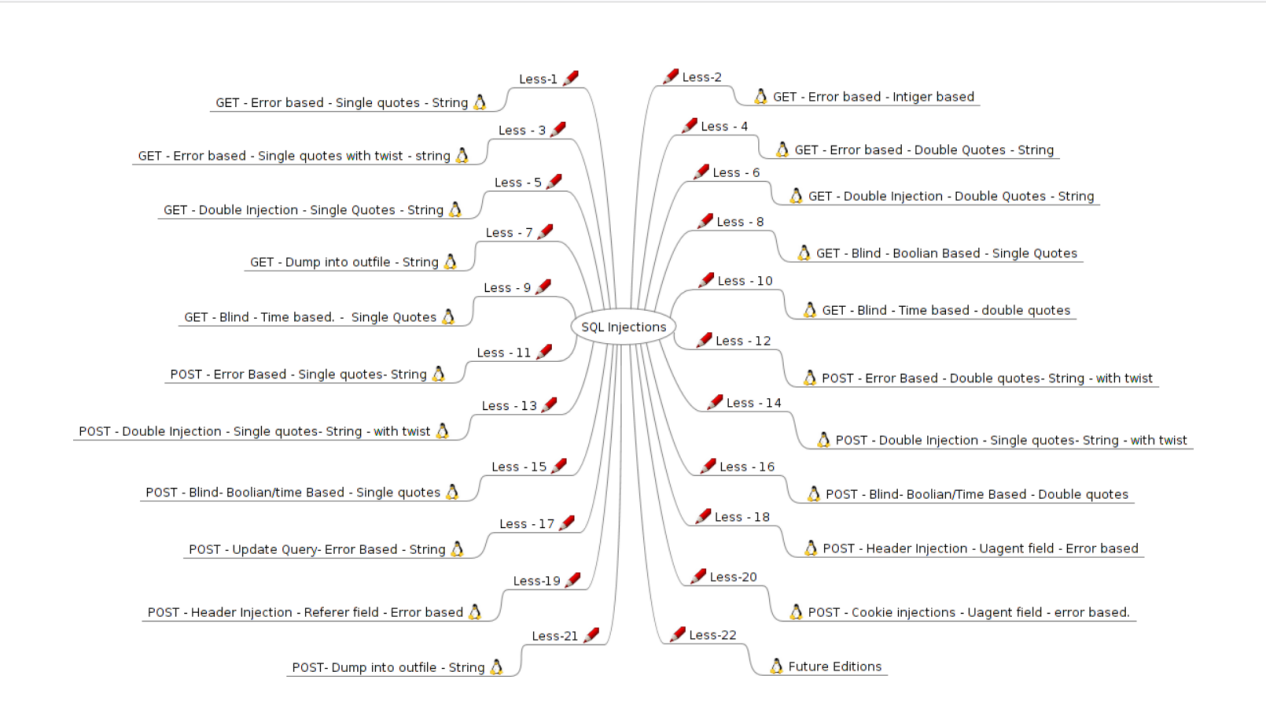 Less-1
GET - Error based - Single quotes - String
Less - 3
GET - Error based - Single quotes with twist - string
Less - 5
GET - Double Injection - Single Quotes - String
Less - 7
GET - Dump into outfile - String
Less - 9
GET - Blind - Time based. - Single Quotes
Less - 11
POST - Error Based - Single quotes- String
Less - 13
POST - Double Injection - Single quotes- String - with twist
Less - 15
POST - Blind- Boolian/time Based - Single quotes
Less - 17
POST - Update Query- Error Based - String
Less-19
POST - Header Injection - Referer field - Error based
Less-21
POST- Dump into outfile - String
SQL Injections
Less-2
GET - Error based - Intiger based
Less - 4
GET - Error based - Double Quotes - String
Less - 6
GET - Double Injection - Double Quotes - String
Less - 8
GET - Blind - Boolian Based - Single Quotes
Less - 10
GET - Blind - Time based - double quotes
Less - 12
POST - Error Based - Double quotes- String - with twist
Less - 14
POST - Double Injection - Single quotes- String - with twist
Less - 16
POST - Blind- Boolian/Time Based - Double quotes
Less - 18
POST - Header Injection - Uagent field - Error based
Less-20
POST - Cookie injections - Uagent field - error based.
Less-22
Future Editions